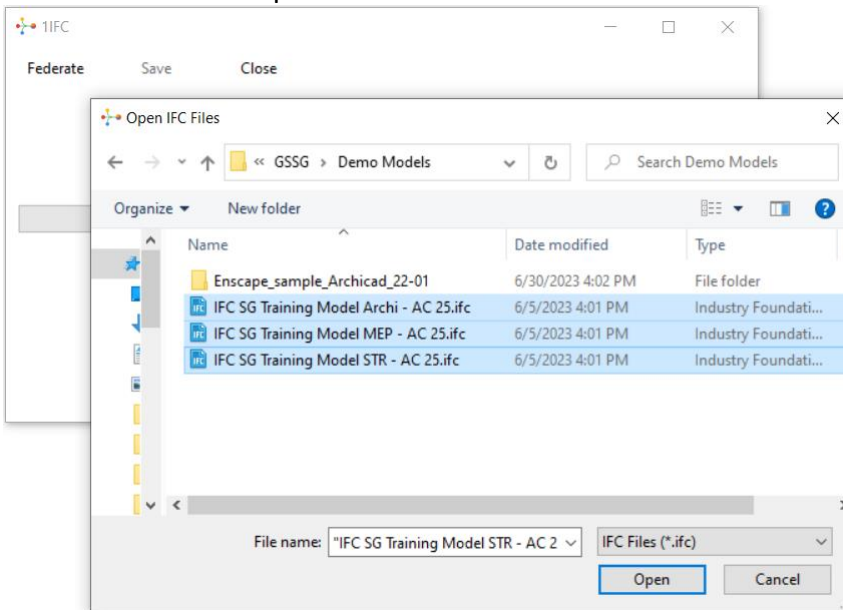 1IFC
Federate Save Close
Open IFC Files
« GSSG › Demo Models Search Demo Models
Organize New folder
Name Date modified Type
Enscape_sample_Archicad_22-01 6/30/2023 4:02 PM File folder
IFC SG Training Model Archi - AC 25.ifc 6/5/2023 4:01 PM Industry Foundati...
IFC SG Training Model MEP - AC 25.ifc 6/5/2023 4:01 PM Industry Foundati...
IFC SG Training Model STR - AC 25.ifc 6/5/2023 4:01 PM Industry Foundati...
File name: "IFC SG Training Model STR - AC 2 IFC Files (*.ifc)
Open Cancel